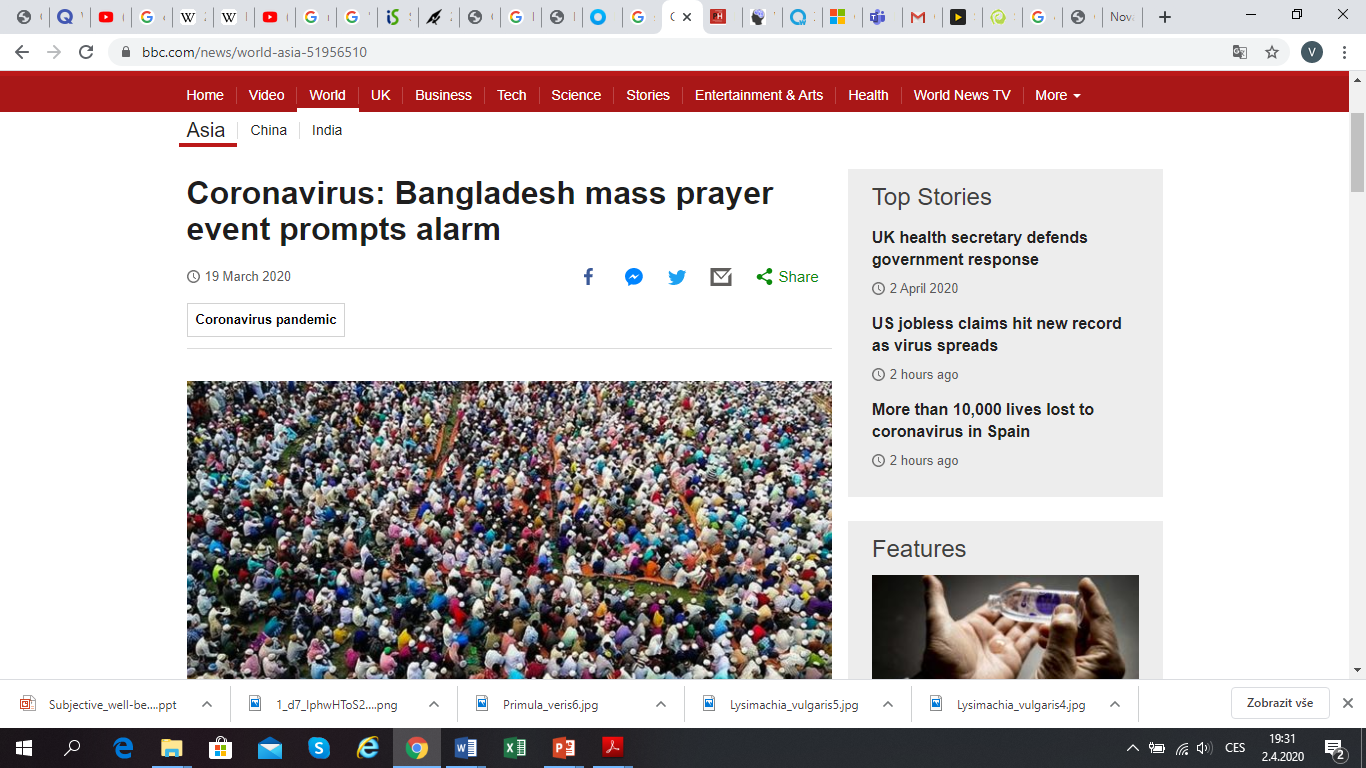 bbc.com/news/world-asia-51956510
V
Home Video World UK Business Tech Science Stories Entertainment & Arts Health World News TV More
Asia China India
Coronavirus: Bangladesh mass prayer
event prompts alarm
19 March 2020
Share
Coronavirus pandemic
Top Stories
UK health secretary defends
government response
2 April 2020
US jobless claims hit new record
as virus spreads
2 hours ago
More than 10,000 lives lost to
coronavirus in Spain
2 hours ago
Features
Subjective_well-be....ppt 1_d7_IphwHToS2....png Primula_veris6.jpg Lysimachia_vulgaris5.jpg Lysimachia_vulgaris4.jpg Zobrazit vše
CES
19:31
2.4.2020
2